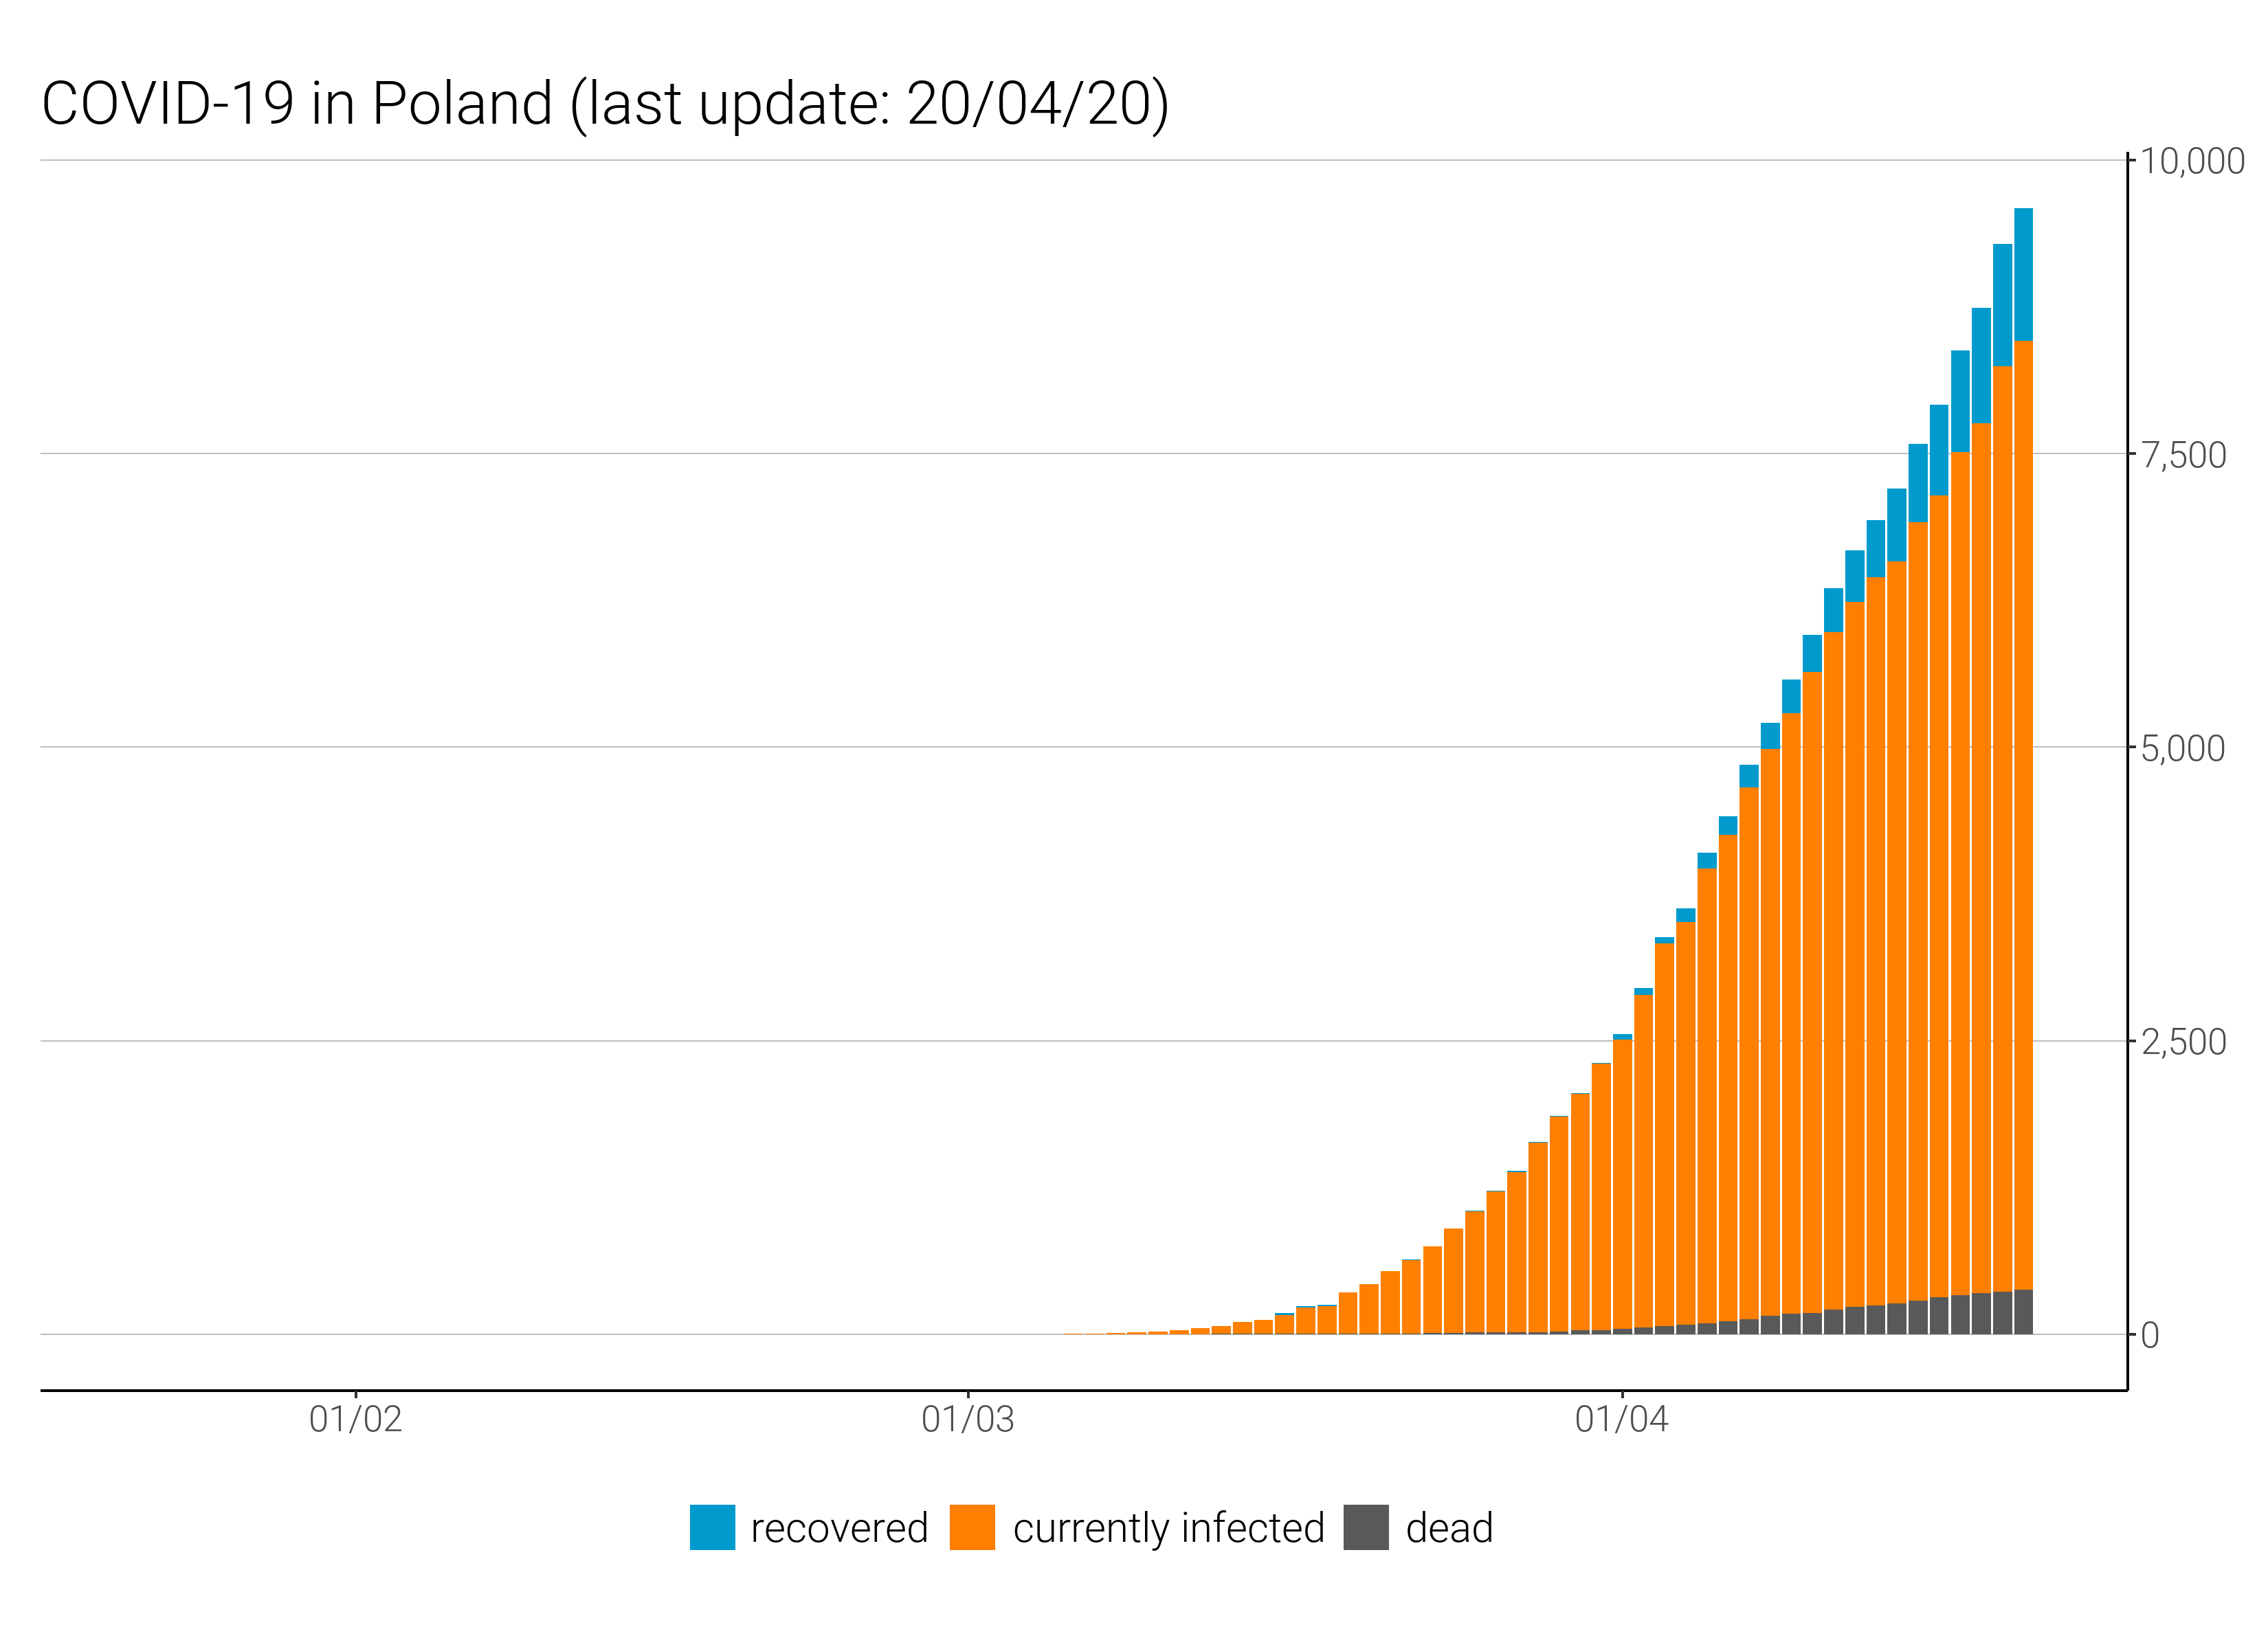 COVID-19 in Poland (last update: 20/04/20)
10,000
7,500
5,000
2,500
0
01/02 01/03 01/04
recovered currently infected dead